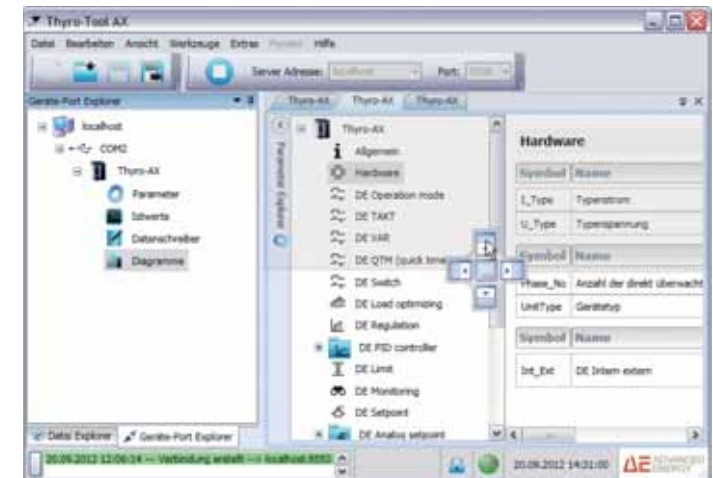 Thyro-Tool AX
Datei Bearbeiten Ansicht Werkzeuge Extras Hilfe
Server Adresse: localhost Port:
Geräte-Port Explorer
Thyro-AX Thyro-AX Thyro-AX
localhost
COM2
Thyro-AX
Parameter
Istwerte
Datenschreiber
Diagramme
Parameter Explorer
Thyro-AX
Allgemein
Hardware
DE Operation mode
DE TAKT
DE VAR
DE QTM (quick time
DE Switch
DE Load optimizing
DE Regulation
DE PID controller
DE Limit
DE Monitoring
DE Setpoint
DE Analog setpoint
Hardware
Symbol Name
I_Type Typenstrom
U_Type Typenspannung
Symbol Name
Phase_No Anzahl der direkt überwacht
UnitType Gerätetyp
Symbol Name
Int_Ext DE Intern extern
Datei Explorer Geräte-Port Explorer
20.09.2012 12:06:14 --- Verbindung erstellt --> localhost:8550
20.09.2012 14:31:00
AE ADVANCED ENERGY